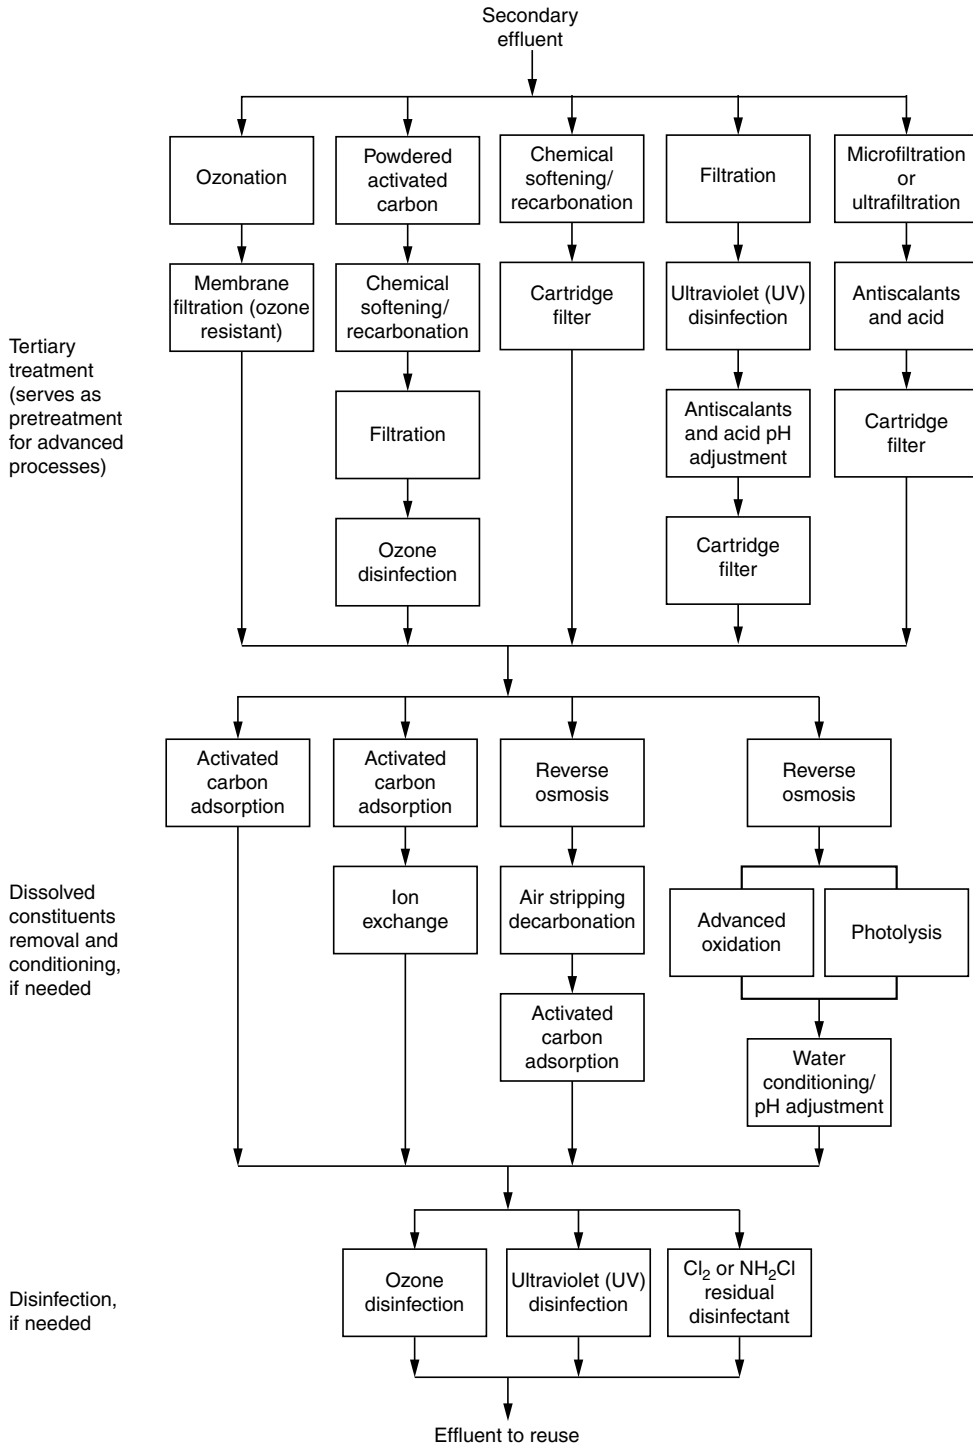 Secondary
effluent
Ozonation
Powdered
activated
carbon
Chemical
softening/
recarbonation
Filtration
Microfiltration
or
ultrafiltration
Membrane
filtration (ozone
resistant)
Chemical
softening/
recarbonation
Cartridge
filter
Ultraviolet (UV)
disinfection
Antiscalants
and acid
Tertiary
treatment
(serves as
pretreatment
for advanced
processes)
Filtration
Antiscalants
and acid pH
adjustment
Cartridge
filter
Ozone
disinfection
Cartridge
filter
Activated
carbon
adsorption
Activated
carbon
adsorption
Reverse
osmosis
Reverse
osmosis
Dissolved
constituents
removal and
conditioning,
if needed
Ion
exchange
Air stripping
decarbonation
Advanced
oxidation
Photolysis
Activated
carbon
adsorption
Water
conditioning/
pH adjustment
Disinfection,
if needed
Ozone
disinfection
Ultraviolet (UV)
disinfection
Cl₂ or NH₂Cl
residual
disinfectant
Effluent to reuse